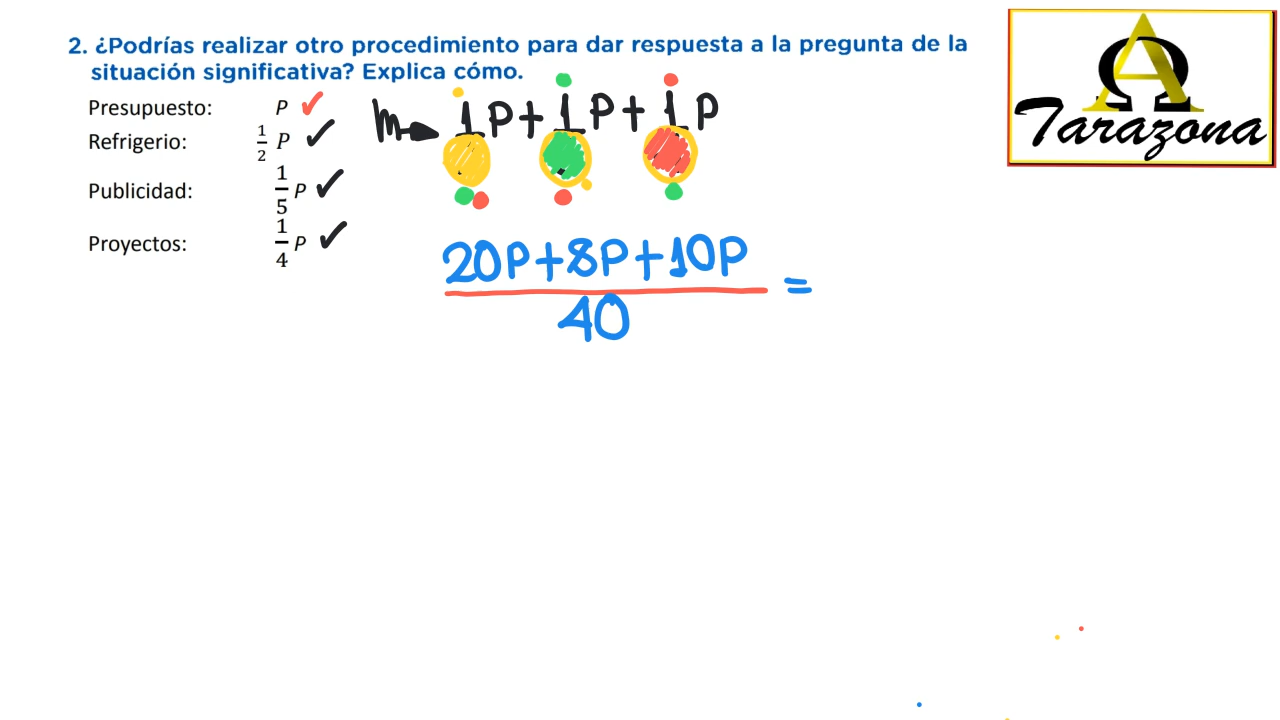 2. ¿Podrías realizar otro procedimiento para dar respuesta a la pregunta de la
situación significativa? Explica cómo.
Presupuesto: P
Refrigerio: 1/2 P
Publicidad: 1/5 P
Proyectos: 1/4 P
1P+1P+1P
20P+8P+10P
40
=
AΩ
Tarazona